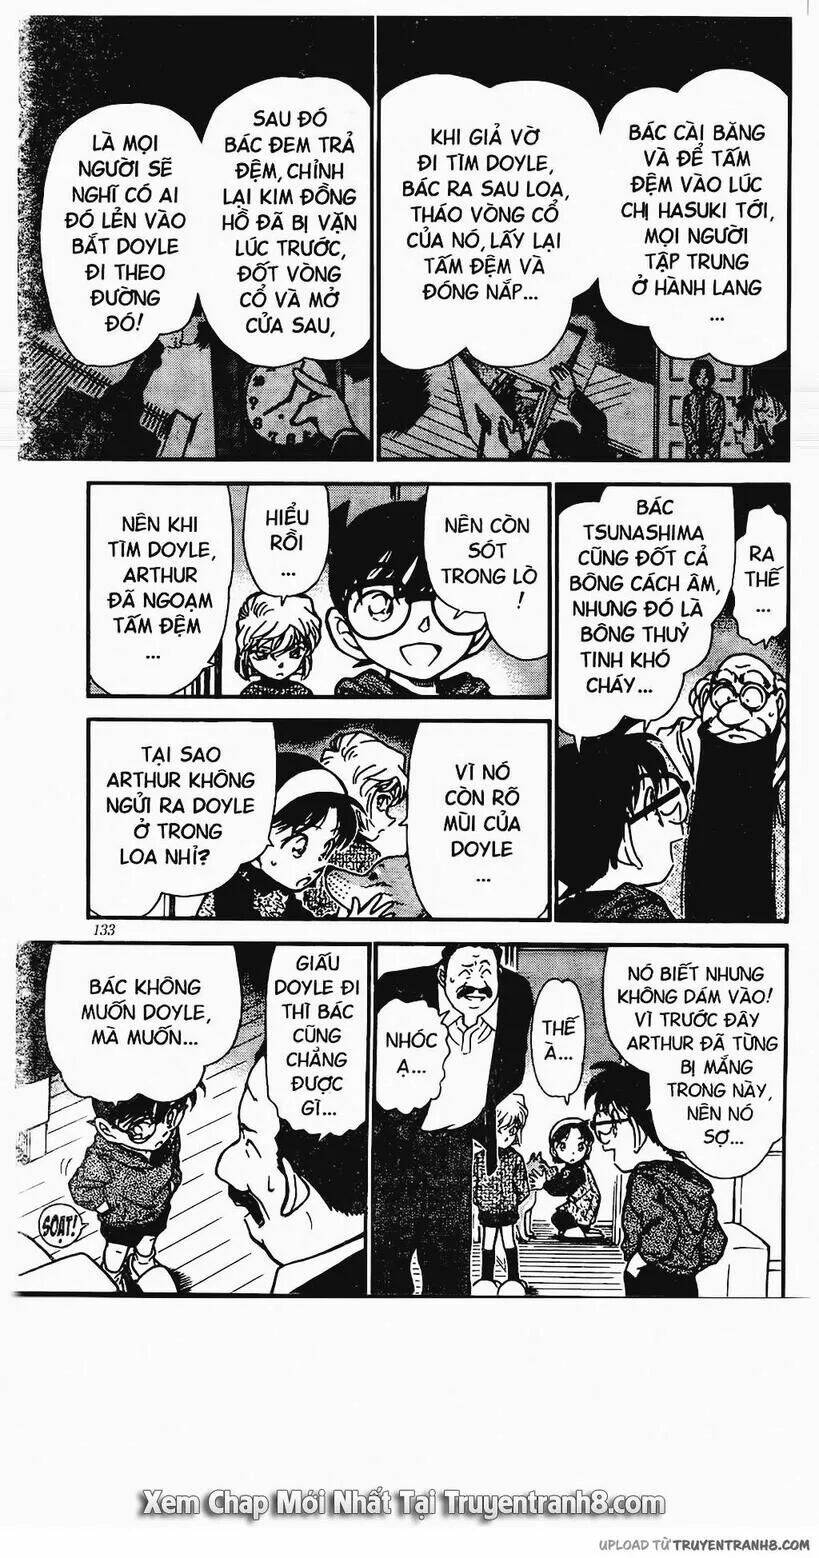 BÁC CÀI BĂNG
VÀ ĐỂ TẤM
ĐỆM VÀO LÚC
CHỊ HASUKI TỚI,
MỌI NGƯỜI
TẬP TRUNG
Ở HÀNH LANG
...
KHI GIẢ VỜ
ĐI TÌM DOYLE,
BÁC RA SAU LOA,
THÁO VÒNG CỔ
CỦA NÓ, LẤY LẠI
TẤM ĐỆM VÀ
ĐÓNG NẮP...
SAU ĐÓ
BÁC ĐEM TRẢ
ĐỆM, CHỈNH
LẠI KIM ĐỒNG
HỒ ĐÃ BỊ VẶN
LÚC TRƯỚC,
ĐỐT VÒNG
CỔ VÀ MỞ
CỬA SAU,
LÀ MỌI
NGƯỜI SẼ
NGHĨ CÓ AI
ĐÓ LẺN VÀO
BẮT DOYLE
ĐI THEO
ĐƯỜNG
ĐÓ!
RA
THẾ
...
BÁC
TSUNASHIMA
CŨNG ĐỐT CẢ
BÔNG CÁCH ÂM,
NHƯNG ĐÓ LÀ
BÔNG THUỶ
TINH KHÓ
CHÁY...
NÊN CÒN
SÓT
TRONG LÒ
!
HIỂU
RỒI
...
NÊN KHI
TÌM DOYLE,
ARTHUR
ĐÃ NGOẠM
TẤM ĐỆM
...
VÌ NÓ
CÒN RÕ
MÙI CỦA
DOYLE
...
TẠI SAO
ARTHUR KHÔNG
NGỬI RA DOYLE
Ở TRONG
LOA NHỈ?
133
NÓ BIẾT NHƯNG
KHÔNG DÁM VÀO!
VÌ TRƯỚC ĐÂY
ARTHUR ĐÃ TỪNG
BỊ MẮNG
TRONG NÀY,
NÊN NÓ
SỢ...
THẾ
À...
NHÓC
Ạ...
GIẤU
DOYLE ĐI
THÌ BÁC
CŨNG
CHẲNG
ĐƯỢC
GÌ...
BÁC KHÔNG
MUỐN DOYLE,
MÀ MUỐN...
SOẠT!
Xem Chap Mới Nhất Tại Truyentranh8.com
UPLOAD TỪ TRUYENTRANH8.COM